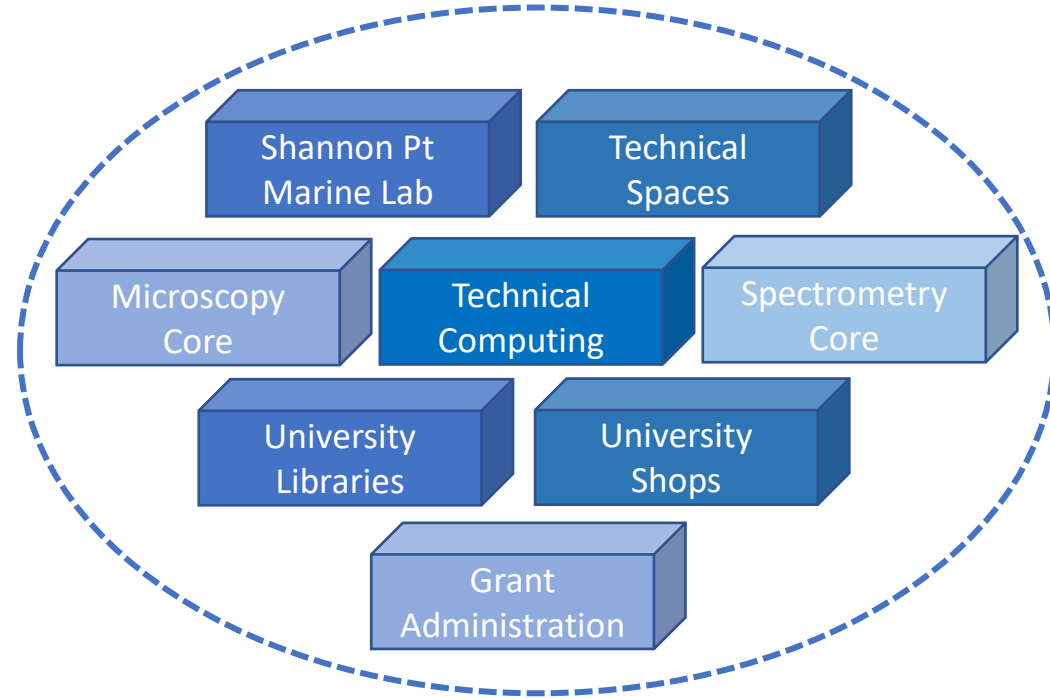 Shannon Pt
Marine Lab
Technical
Spaces
Microscopy
Core
Technical
Computing
Spectrometry
Core
University
Libraries
University
Shops
Grant
Administration